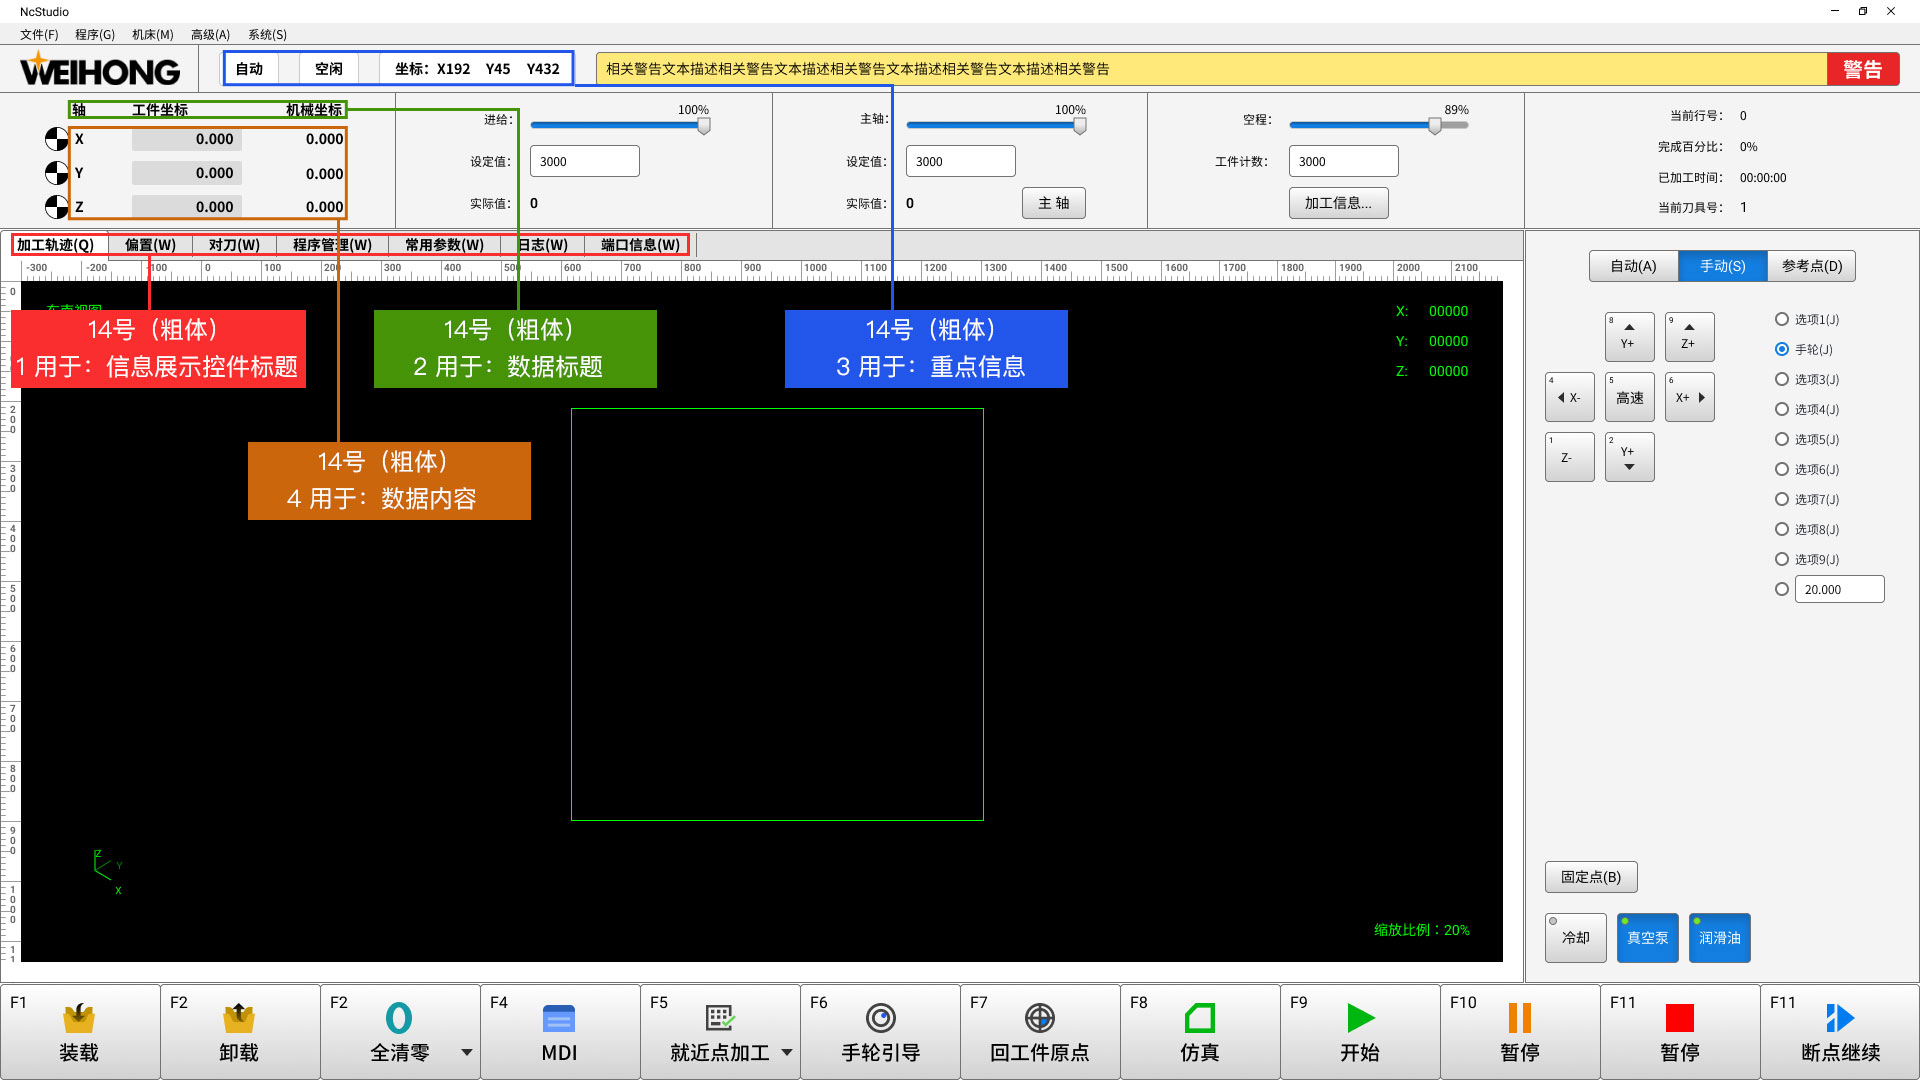 NcStudio
文件(F) 程序(G) 机床(M) 高级(A) 系统(S)
WEIHONG
自动 空闲 坐标：X192 Y45 Y432
相关警告文本描述相关警告文本描述相关警告文本描述相关警告文本描述相关警告
警告
轴 工件坐标 机械坐标
X 0.000 0.000
Y 0.000 0.000
Z 0.000 0.000
进给： 100%
设定值： 3000
实际值： 0
主轴： 100%
设定值： 3000
实际值： 0 主 轴
空程： 89%
工件计数： 3000
加工信息...
当前行号： 0
完成百分比： 0%
已加工时间： 00:00:00
当前刀具号： 1
加工轨迹(Q) 偏置(W) 对刀(W) 程序管理(W) 常用参数(W) 日志(W) 端口信息(W)
-300 -200 -100 0 100 200 300 400 500 600 700 800 900 1000 1100 1200 1300 1400 1500 1600 1700 1800 1900 2000 2100
0
200
300
400
500
600
700
800
900
1000
11
14号（粗体）
1 用于：信息展示控件标题
14号（粗体）
2 用于：数据标题
14号（粗体）
3 用于：重点信息
14号（粗体）
4 用于：数据内容
X: 00000
Y: 00000
Z: 00000
Z
Y
X
缩放比例：20%
自动(A) 手动(S) 参考点(D)
8 Y+
9 Z+
4 X-
5 高速
6 X+
1 Z-
2 Y+
选项1(J)
手轮(J)
选项3(J)
选项4(J)
选项5(J)
选项6(J)
选项7(J)
选项8(J)
选项9(J)
20.000
固定点(B)
冷却 真空泵 润滑油
F1 装载
F2 卸载
F2 全清零
F4 MDI
F5 就近点加工
F6 手轮引导
F7 回工件原点
F8 仿真
F9 开始
F10 暂停
F11 暂停
F11 断点继续